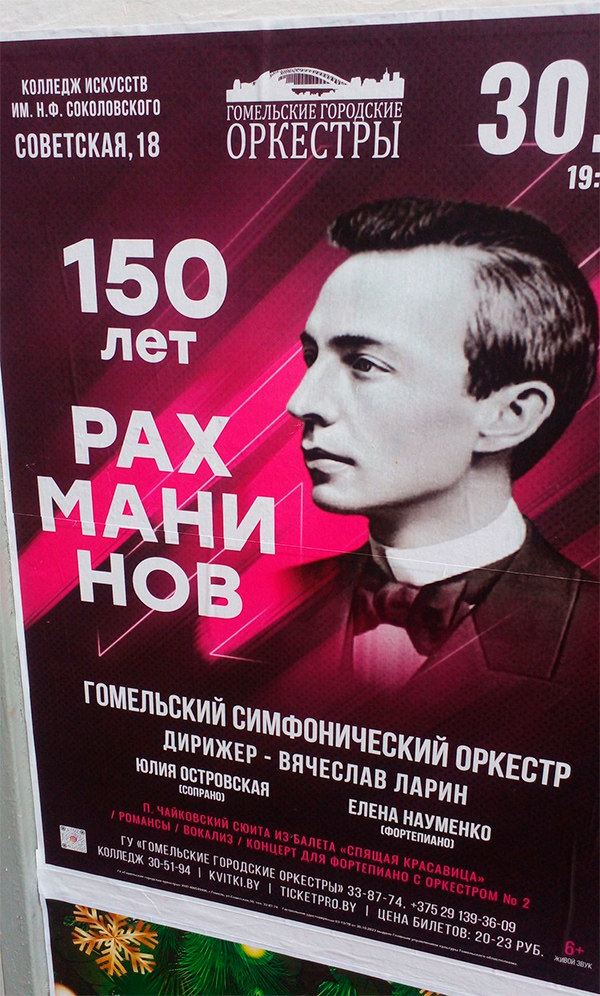 КОЛЛЕДЖ ИСКУССТВ
ИМ. Н.Ф. СОКОЛОВСКОГО
СОВЕТСКАЯ, 18
ГОМЕЛЬСКИЕ ГОРОДСКИЕ
ОРКЕСТРЫ
30.
19:
150
лет
РАХ
МАНИ
НОВ
ГОМЕЛЬСКИЙ СИМФОНИЧЕСКИЙ ОРКЕСТР
ДИРИЖЕР - ВЯЧЕСЛАВ ЛАРИН
ЮЛИЯ ОСТРОВСКАЯ
(СОПРАНО)
ЕЛЕНА НАУМЕНКО
(ФОРТЕПИАНО)
П. ЧАЙКОВСКИЙ СЮИТА ИЗ-БАЛЕТА «СПЯЩАЯ КРАСАВИЦА»
/ РОМАНСЫ / ВОКАЛИЗ / КОНЦЕРТ ДЛЯ ФОРТЕПИАНО С ОРКЕСТРОМ № 2
ГУ «ГОМЕЛЬСКИЕ ГОРОДСКИЕ ОРКЕСТРЫ» 33-87-74, +375 29 139-36-09
КОЛЛЕДЖ 30-51-94 | KVITKI.BY | TICKETPRO.BY | ЦЕНА БИЛЕТОВ: 20-23 РУБ.
6+
ЖИВОЙ ЗВУК